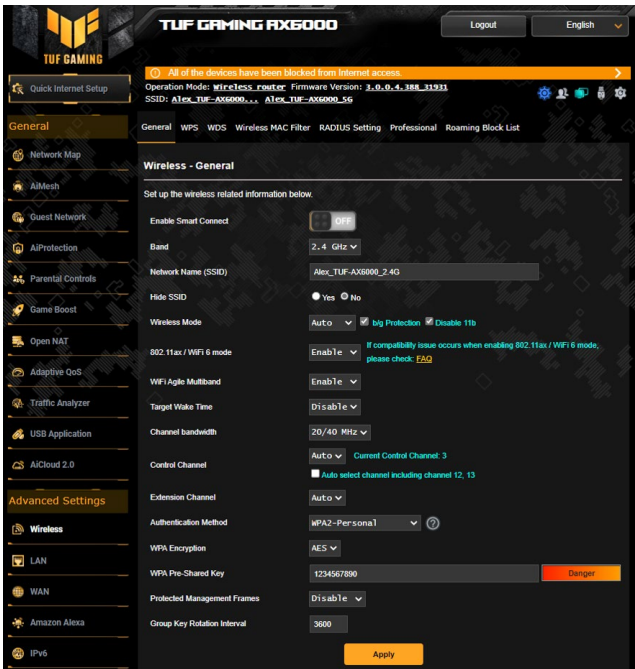 TUF GAMING
TUF GAMING AX6000
Logout
English
All of the devices have been blocked from Internet access.
Quick Internet Setup
Operation Mode: Wireless router Firmware Version: 3.0.0.4.388_31931
SSID: Alex_TUF-AX6000... Alex_TUF-AX6000_5G
General
Network Map
AiMesh
Guest Network
AiProtection
Parental Controls
Game Boost
Open NAT
Adaptive QoS
Traffic Analyzer
USB Application
AiCloud 2.0
Advanced Settings
Wireless
LAN
WAN
Amazon Alexa
IPv6
General WPS WDS Wireless MAC Filter RADIUS Setting Professional Roaming Block List
Wireless - General
Set up the wireless related information below.
Enable Smart Connect OFF
Band 2.4 GHz
Network Name (SSID) Alex_TUF-AX6000_2.4G
Hide SSID Yes No
Wireless Mode Auto b/g Protection Disable 11b
802.11ax / WiFi 6 mode Enable If compatibility issue occurs when enabling 802.11ax / WiFi 6 mode,
please check: FAQ
WiFi Agile Multiband Enable
Target Wake Time Disable
Channel bandwidth 20/40 MHz
Control Channel Auto Current Control Channel: 3
Auto select channel including channel 12, 13
Extension Channel Auto
Authentication Method WPA2-Personal ?
WPA Encryption AES
WPA Pre-Shared Key 1234567890 Danger
Protected Management Frames Disable
Group Key Rotation Interval 3600
Apply